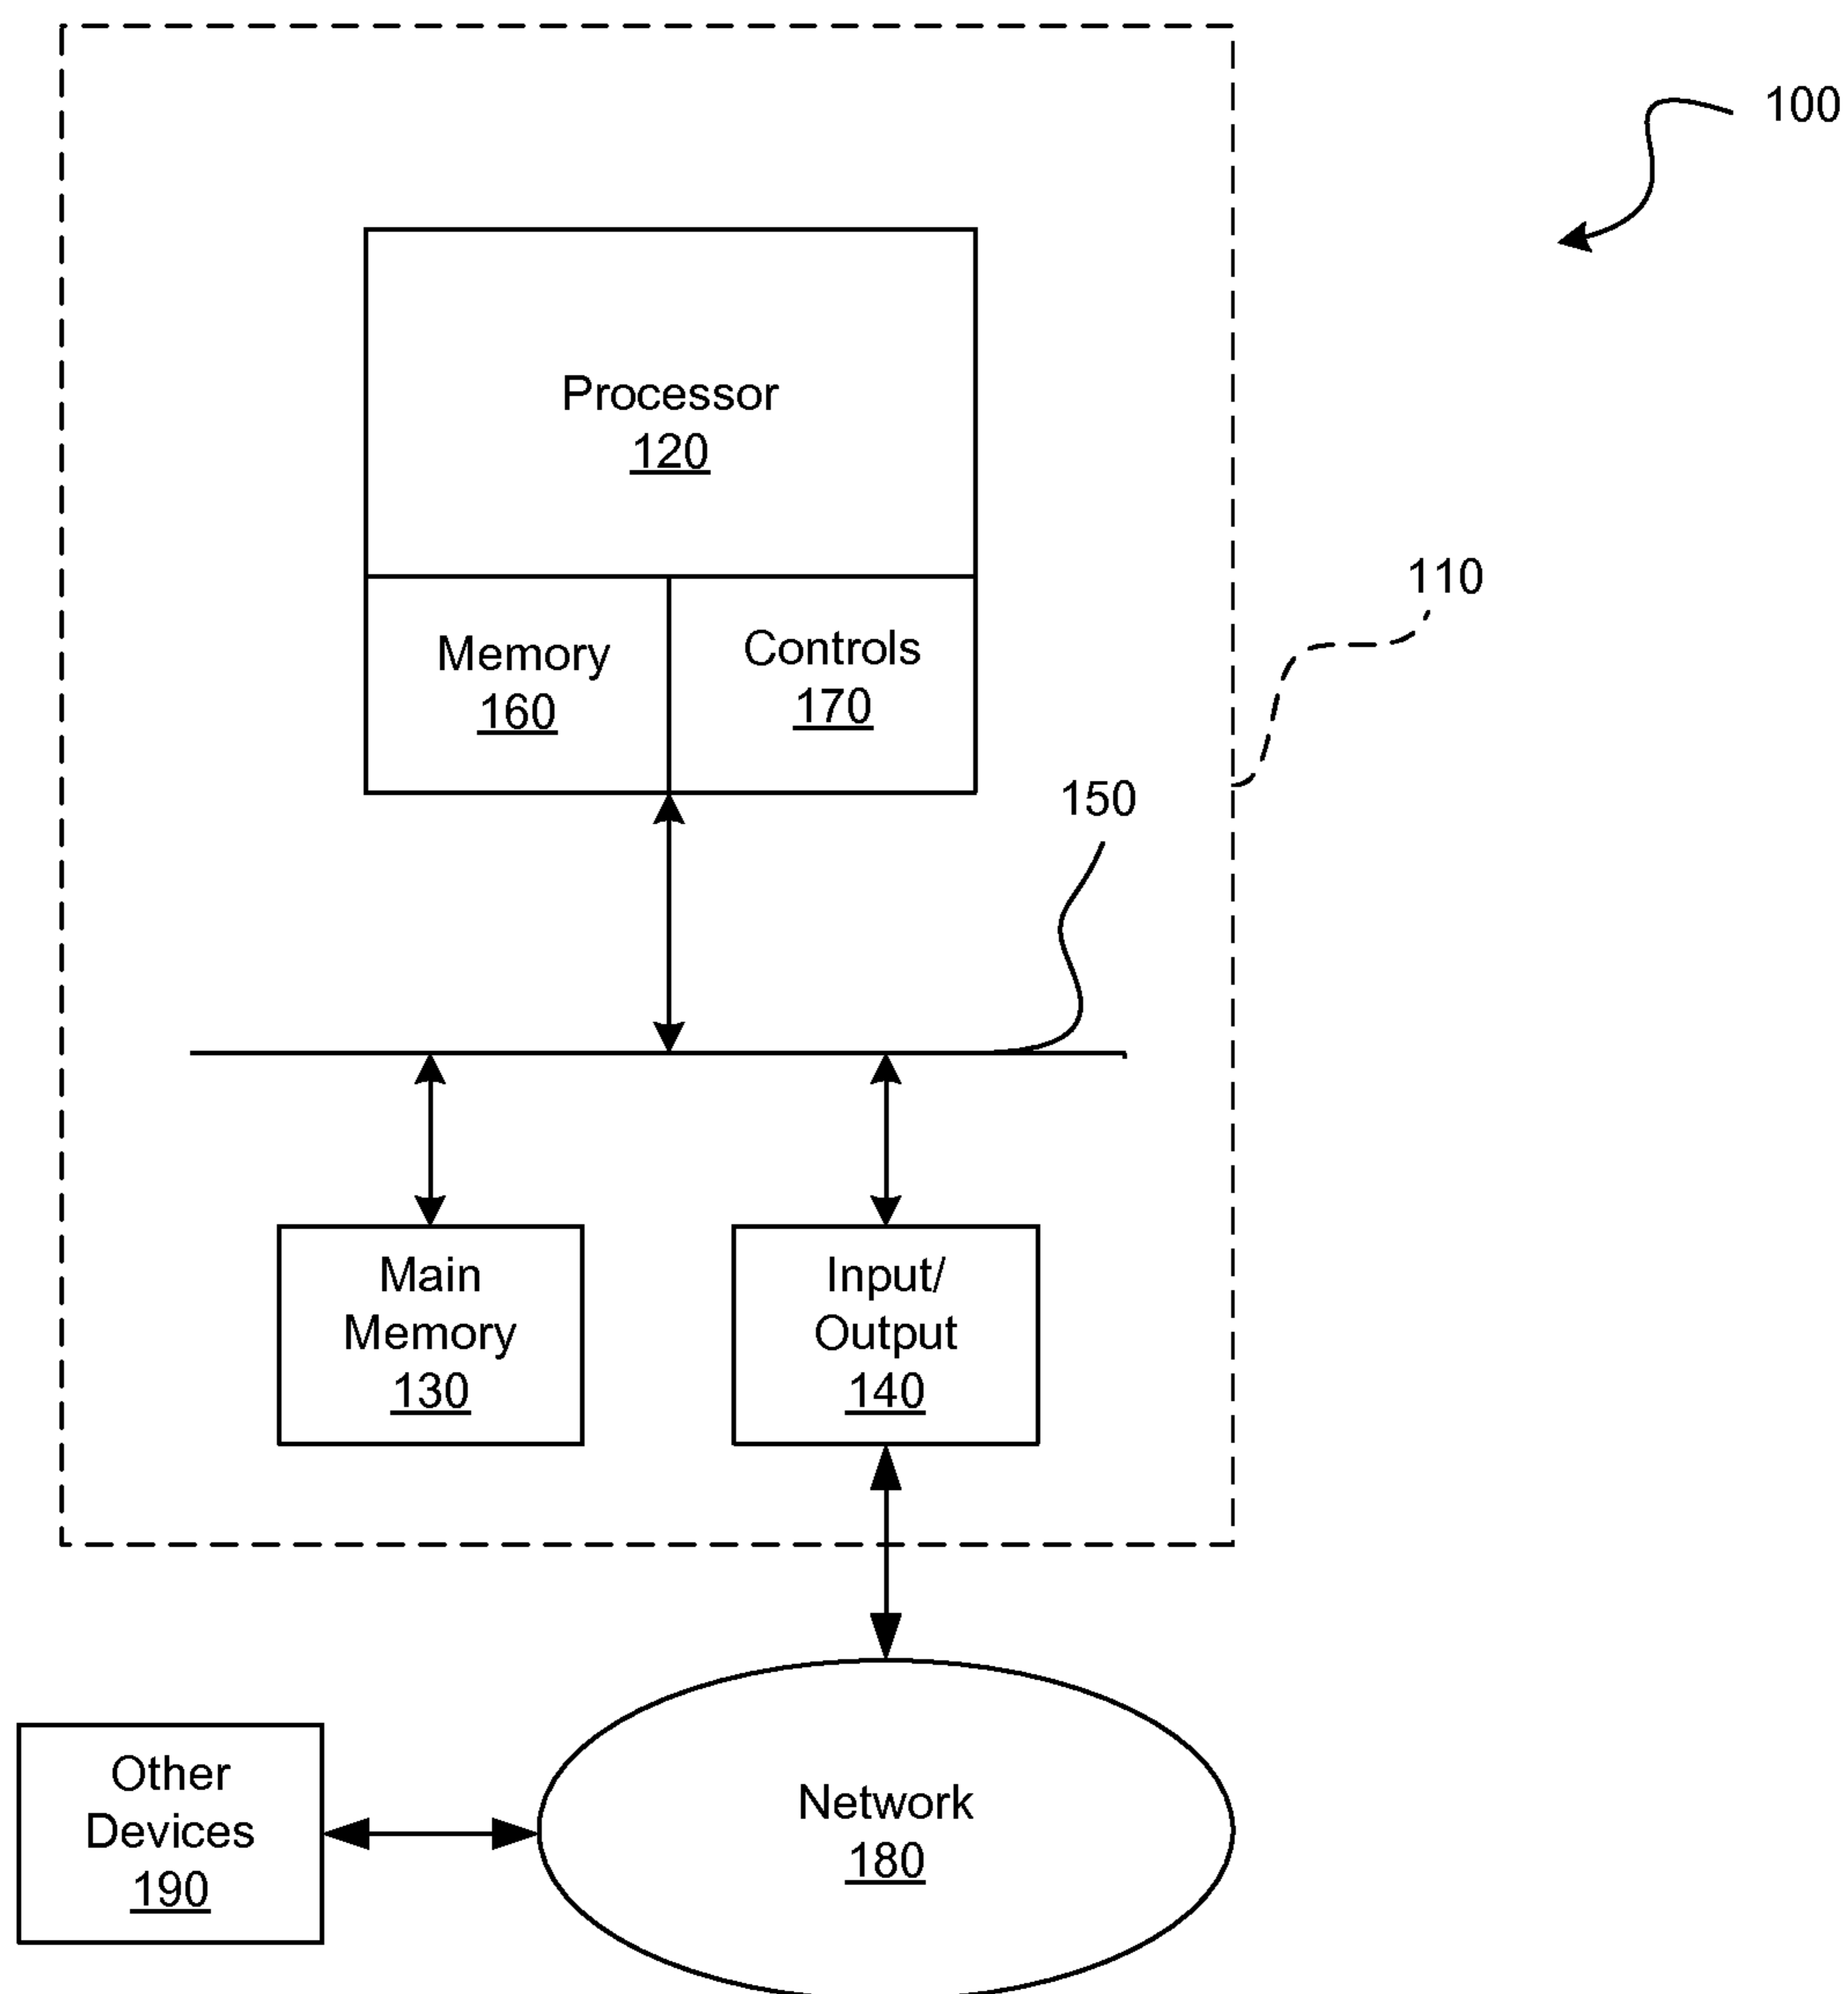 100
Processor
120
110
Memory
160
Controls
170
150
Main
Memory
130
Input/
Output
140
Other
Devices
190
Network
180